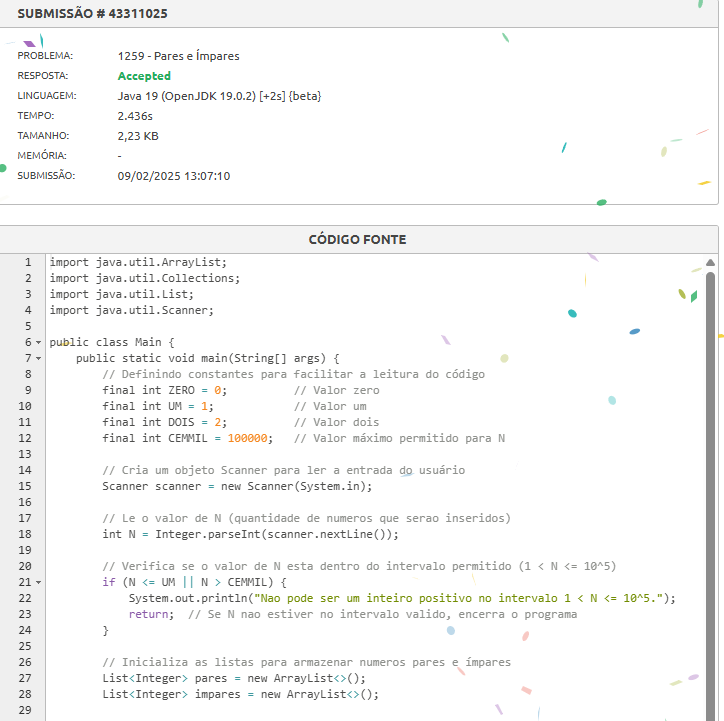 SUBMISSÃO # 43311025
PROBLEMA: 1259 - Pares e Ímpares
RESPOSTA: Accepted
LINGUAGEM: Java 19 (OpenJDK 19.0.2) [+2s] {beta}
TEMPO: 2.436s
TAMANHO: 2,23 KB
MEMÓRIA: -
SUBMISSÃO: 09/02/2025 13:07:10
CÓDIGO FONTE
1 import java.util.ArrayList;
2 import java.util.Collections;
3 import java.util.List;
4 import java.util.Scanner;
5
6 public class Main {
7 public static void main(String[] args) {
8 // Definindo constantes para facilitar a leitura do código
9 final int ZERO = 0; // Valor zero
10 final int UM = 1; // Valor um
11 final int DOIS = 2; // Valor dois
12 final int CEMMIL = 100000; // Valor máximo permitido para N
13
14 // Cria um objeto Scanner para ler a entrada do usuário
15 Scanner scanner = new Scanner(System.in);
16
17 // Le o valor de N (quantidade de numeros que serao inseridos)
18 int N = Integer.parseInt(scanner.nextLine());
19
20 // Verifica se o valor de N esta dentro do intervalo permitido (1 < N <= 10^5)
21 if (N <= UM || N > CEMMIL) {
22 System.out.println("Nao pode ser um inteiro positivo no intervalo 1 < N <= 10^5.");
23 return; // Se N nao estiver no intervalo valido, encerra o programa
24 }
25
26 // Inicializa as listas para armazenar numeros pares e ímpares
27 List<Integer> pares = new ArrayList<>();
28 List<Integer> impares = new ArrayList<>();
29